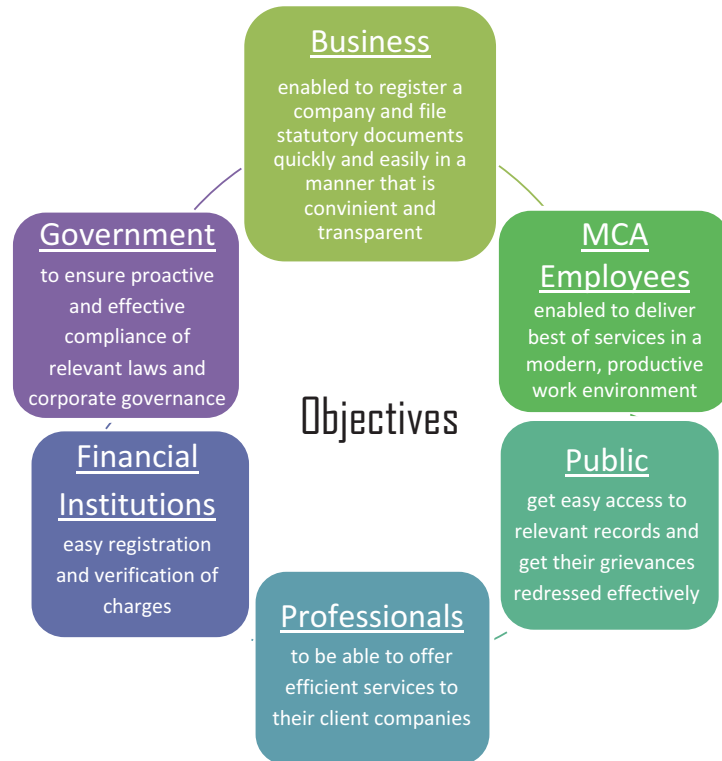 Business
enabled to register a
company and file
statutory documents
quickly and easily in a
manner that is
convinient and
transparent
MCA
Employees
enabled to deliver
best of services in a
modern, productive
work environment
Public
get easy access to
relevant records and
get their grievances
redressed effectively
Professionals
to be able to offer
efficient services to
their client companies
Financial
Institutions
easy registration
and verification of
charges
Government
to ensure proactive
and effective
compliance of
relevant laws and
corporate governance
Objectives